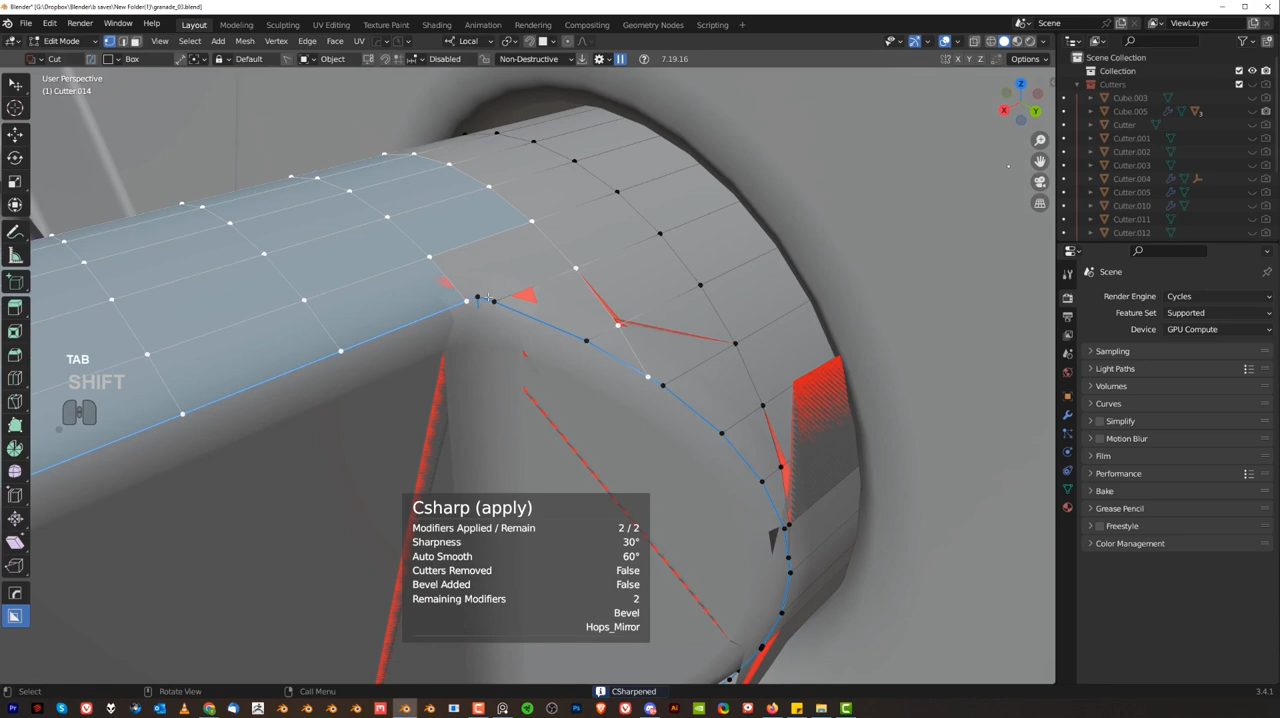 Blender* [G:\Dropbox\Blender\b saves\New Folder(1)\granade_03.blend]
File Edit Render Window Help Layout Modeling Sculpting UV Editing Texture Paint Shading Animation Rendering Compositing Geometry Nodes Scripting Scene ViewLayer
Edit Mode View Select Add Mesh Vertex Edge Face UV Local
Cut Box Default Object Disabled Non-Destructive 7.19.16 X Y Z Options
User Perspective
(1) Cutter.014
Z
X
Y
TAB
SHIFT
Csharp (apply)
Modifiers Applied / Remain 2 / 2
Sharpness 30°
Auto Smooth 60°
Cutters Removed False
Bevel Added False
Remaining Modifiers 2
Bevel
Hops_Mirror
Scene Collection
Collection
Cutters
Cube.003
Cube.005 3
Cutter
Cutter.001
Cutter.002
Cutter.003
Cutter.004
Cutter.005
Cutter.010
Cutter.011
Cutter.012
Scene
Render Engine Cycles
Feature Set Supported
Device GPU Compute
Sampling
Light Paths
Volumes
Curves
Simplify
Motion Blur
Film
Performance
Bake
Grease Pencil
Freestyle
Color Management
Select Rotate View Call Menu CSharpened 3.4.1